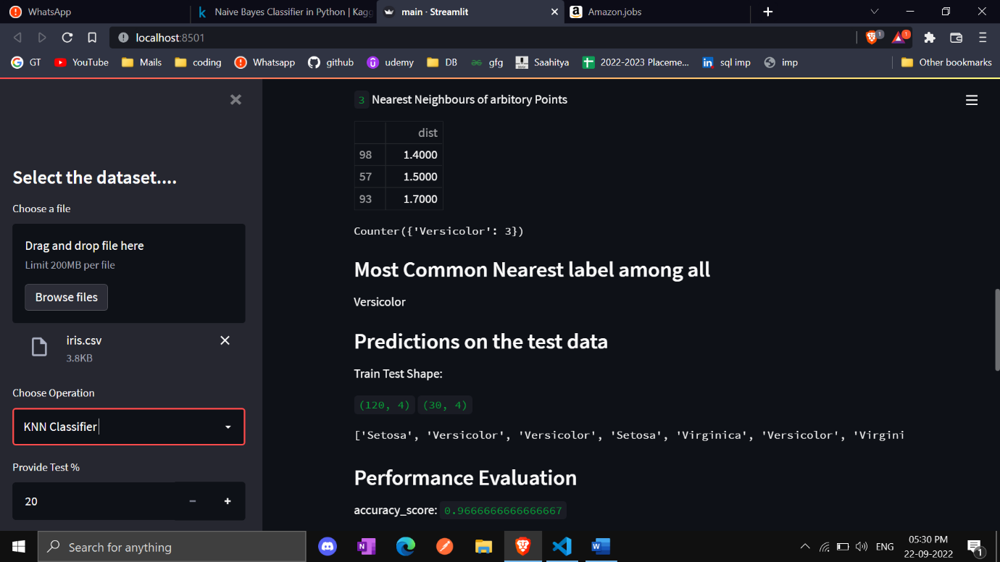 WhatsApp
Naive Bayes Classifier in Python | Kagg
main · Streamlit
Amazon.jobs
localhost:8501
1
1
GT
YouTube
Mails
coding
Whatsapp
github
udemy
DB
gfg
Saahitya
2022-2023 Placeme...
sql imp
imp
Other bookmarks
Select the dataset....
Choose a file
Drag and drop file here
Limit 200MB per file
Browse files
iris.csv
3.8KB
Choose Operation
KNN Classifier
Provide Test %
20
3 Nearest Neighbours of arbitory Points
dist
98 1.4000
57 1.5000
93 1.7000
Counter({'Versicolor': 3})
Most Common Nearest label among all
Versicolor
Predictions on the test data
Train Test Shape:
(120, 4) (30, 4)
['Setosa', 'Versicolor', 'Versicolor', 'Setosa', 'Virginica', 'Versicolor', 'Virgini
Performance Evaluation
accuracy_score: 0.9666666666666667
Search for anything
ENG
05:30 PM
22-09-2022
1